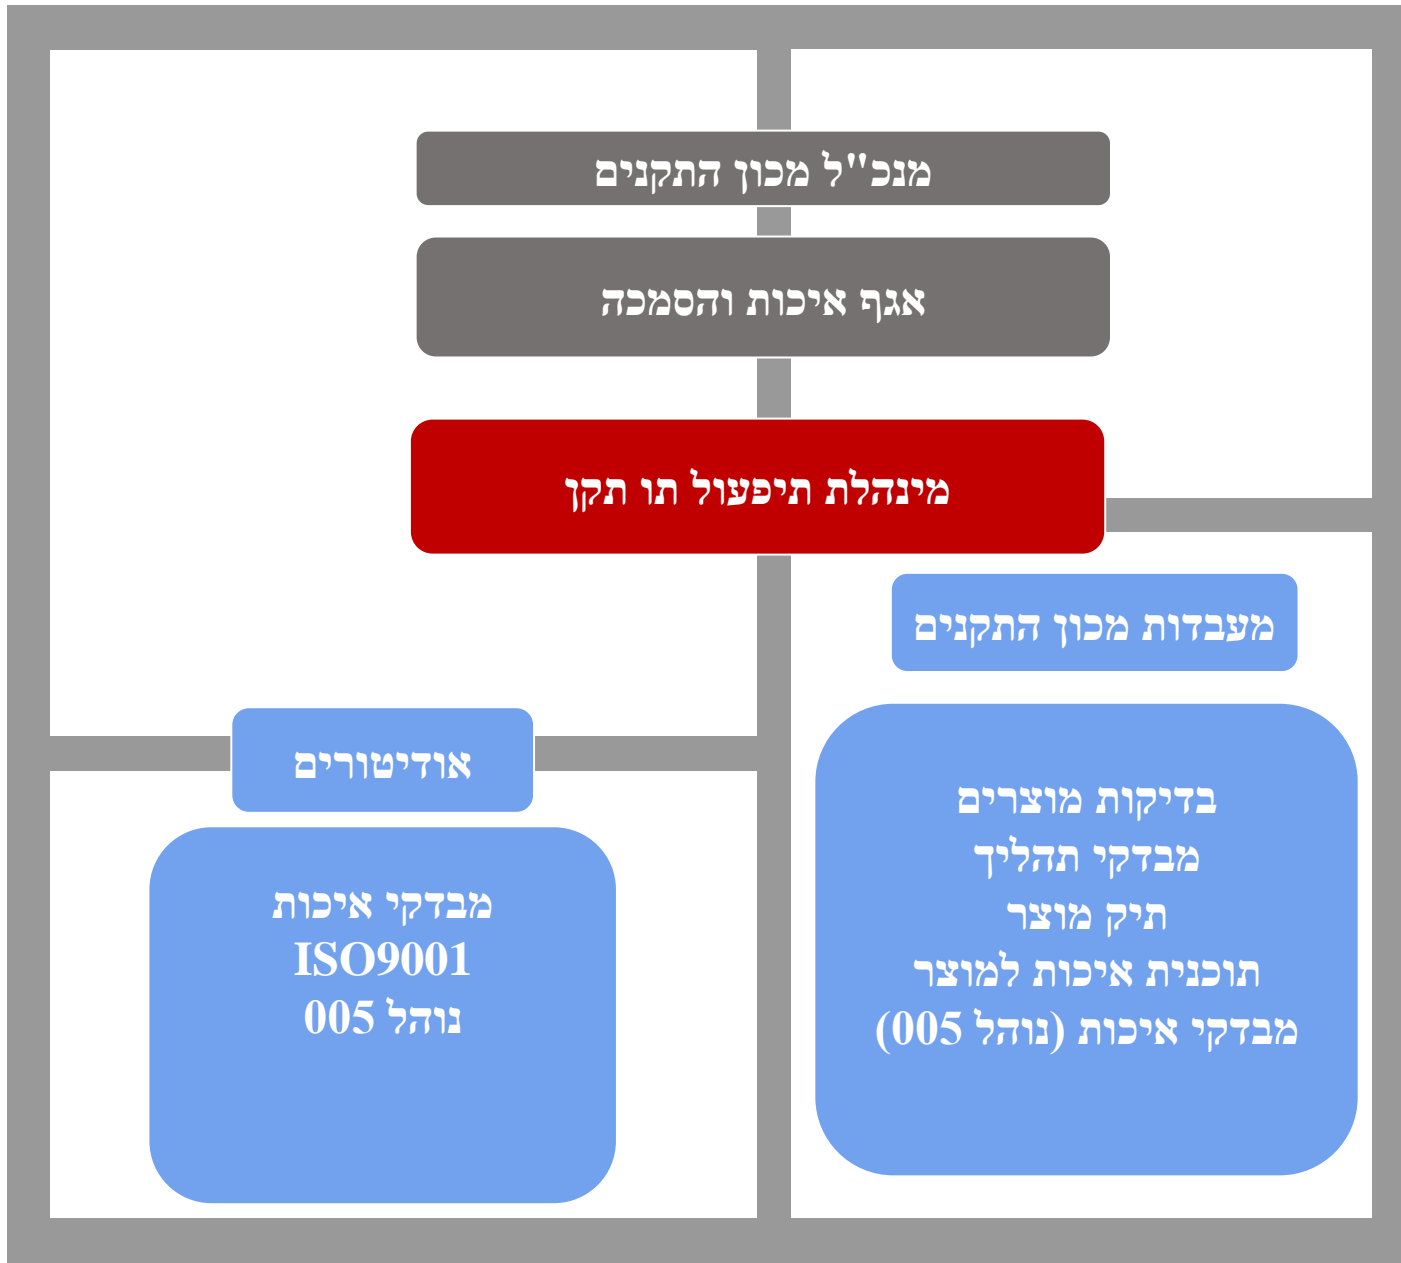 מנכ"ל מכון התקנים
אגף איכות והסמכה
מינהלת תיפעול תו תקן
מעבדות מכון התקנים
בדיקות מוצרים
מבדקי תהליך
תיק מוצר
תוכנית איכות למוצר
מבדקי איכות (נוהל 005)
אודיטורים
מבדקי איכות
ISO9001
נוהל 005